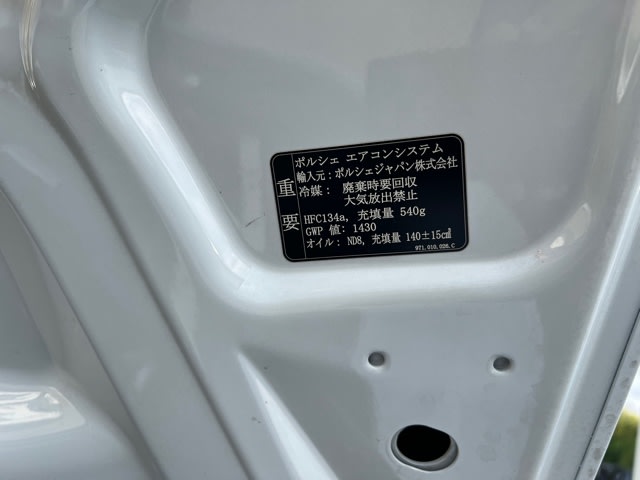 重要
ポルシェ エアコンシステム
輸入元：ポルシェジャパン株式会社
冷媒： 廃棄時要回収
大気放出禁止
HFC134a, 充填量 540g
GWP 値: 1430
オイル： ND8, 充填量 140±15c㎥
971.010.026.C